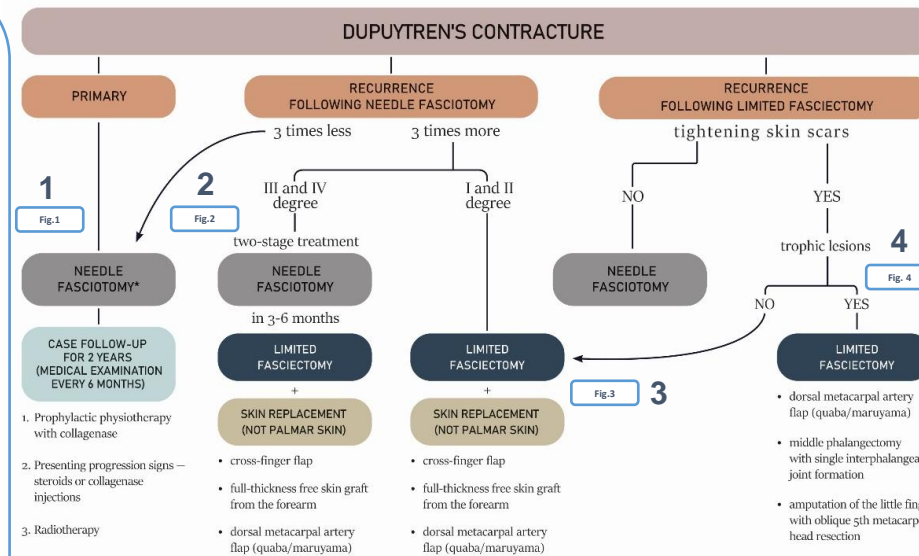 DUPUYTREN'S CONTRACTURE
PRIMARY
RECURRENCE
FOLLOWING NEEDLE FASCIOTOMY
RECURRENCE
FOLLOWING LIMITED FASCIECTOMY
3 times less
3 times more
tightening skin scars
1
Fig.1
2
Fig.2
III and IV
degree
I and II
degree
NO
YES
two-stage treatment
trophic lesions
4
Fig. 4
NEEDLE
FASCIOTOMY*
NEEDLE
FASCIOTOMY
NEEDLE
FASCIOTOMY
in 3-6 months
NO
YES
CASE FOLLOW-UP
FOR 2 YEARS
(MEDICAL EXAMINATION
EVERY 6 MONTHS)
LIMITED
FASCIECTOMY
LIMITED
FASCIECTOMY
LIMITED
FASCIECTOMY
Fig.3
3
+
+
SKIN REPLACEMENT
(NOT PALMAR SKIN)
SKIN REPLACEMENT
(NOT PALMAR SKIN)
1. Prophylactic physiotherapy
with collagenase
2. Presenting progression signs –
steroids or collagenase
injections
3. Radiotherapy
• cross-finger flap
• full-thickness free skin graft
from the forearm
• dorsal metacarpal artery
flap (quaba/maruyama)
• cross-finger flap
• full-thickness free skin graft
from the forearm
• dorsal metacarpal artery
flap (quaba/maruyama)
• dorsal metacarpal artery
flap (quaba/maruyama)
• middle phalangectomy
with single interphalangea
joint formation
• amputation of the little fing
with oblique 5th metacarp
head resection